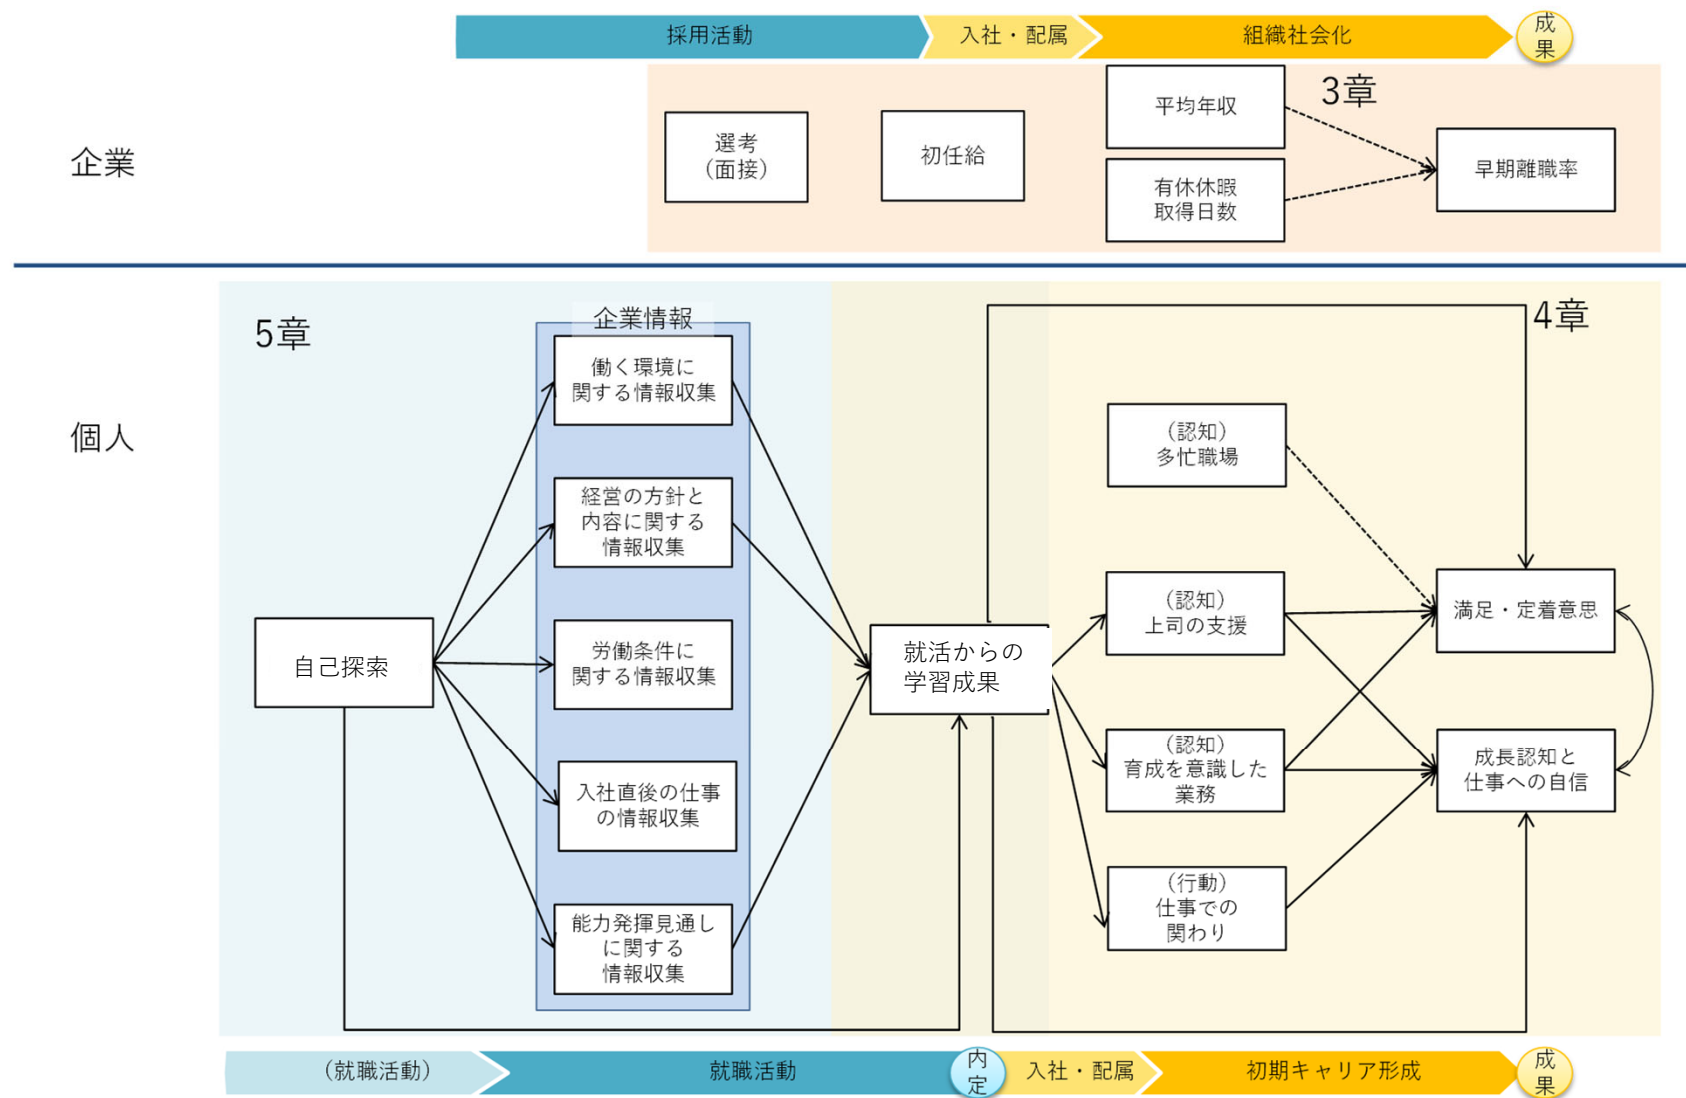 採用活動
入社・配属
組織社会化
成
果
3章
企業
選考
（面接）
初任給
平均年収
有休休暇
取得日数
早期離職率
5章
企業情報
4章
個人
働く環境に
関する情報収集
経営の方針と
内容に関する
情報収集
労働条件に
関する情報収集
入社直後の仕事
の情報収集
能力発揮見通し
に関する
情報収集
自己探索
就活からの
学習成果
（認知）
多忙職場
（認知）
上司の支援
（認知）
育成を意識した
業務
（行動）
仕事での
関わり
満足・定着意思
成長認知と
仕事への自信
（就職活動）
就職活動
内
定
入社・配属
初期キャリア形成
成
果